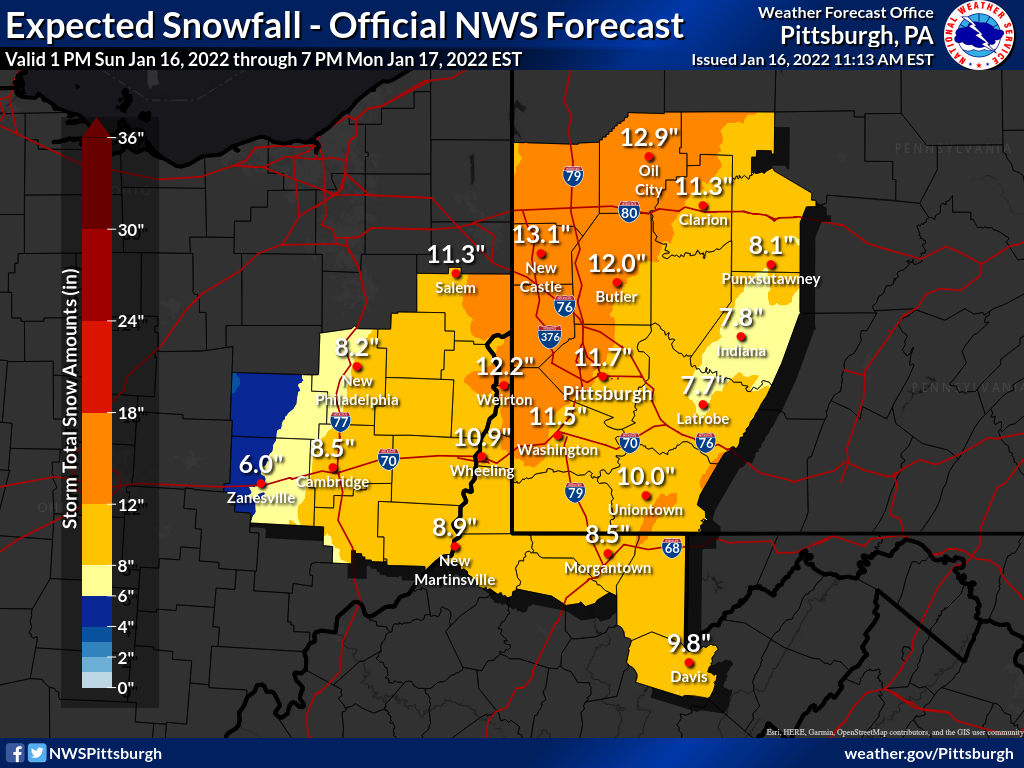 Expected Snowfall - Official NWS Forecast
Valid 1 PM Sun Jan 16, 2022 through 7 PM Mon Jan 17, 2022 EST
Weather Forecast Office
Pittsburgh, PA
Issued Jan 16, 2022 11:13 AM EST
NATIONAL WEATHER SERVICE
Storm Total Snow Amounts (in)
36"
30"
24"
18"
12"
8"
6"
4"
2"
0"
PENNSYLVANIA
12.9"
Oil
City
79
80
11.3"
Clarion
13.1"
New
Castle
8.1"
Punxsutawney
11.3"
Salem
12.0"
Butler
76
376
7.8"
Indiana
8.2"
New
Philadelphia
12.2"
Weirton
11.7"
Pittsburgh
7.7"
Latrobe
PENNSYLVANIA
77
11.5"
Washington
70
76
8.5"
Cambridge
70
10.9"
Wheeling
6.0"
Zanesville
79
10.0"
Uniontown
8.9"
New
Martinsville
8.5"
Morgantown
68
9.8"
Davis
Esri, HERE, Garmin, OpenStreetMap contributors, and the GIS user community
NWSPittsburgh
weather.gov/Pittsburgh